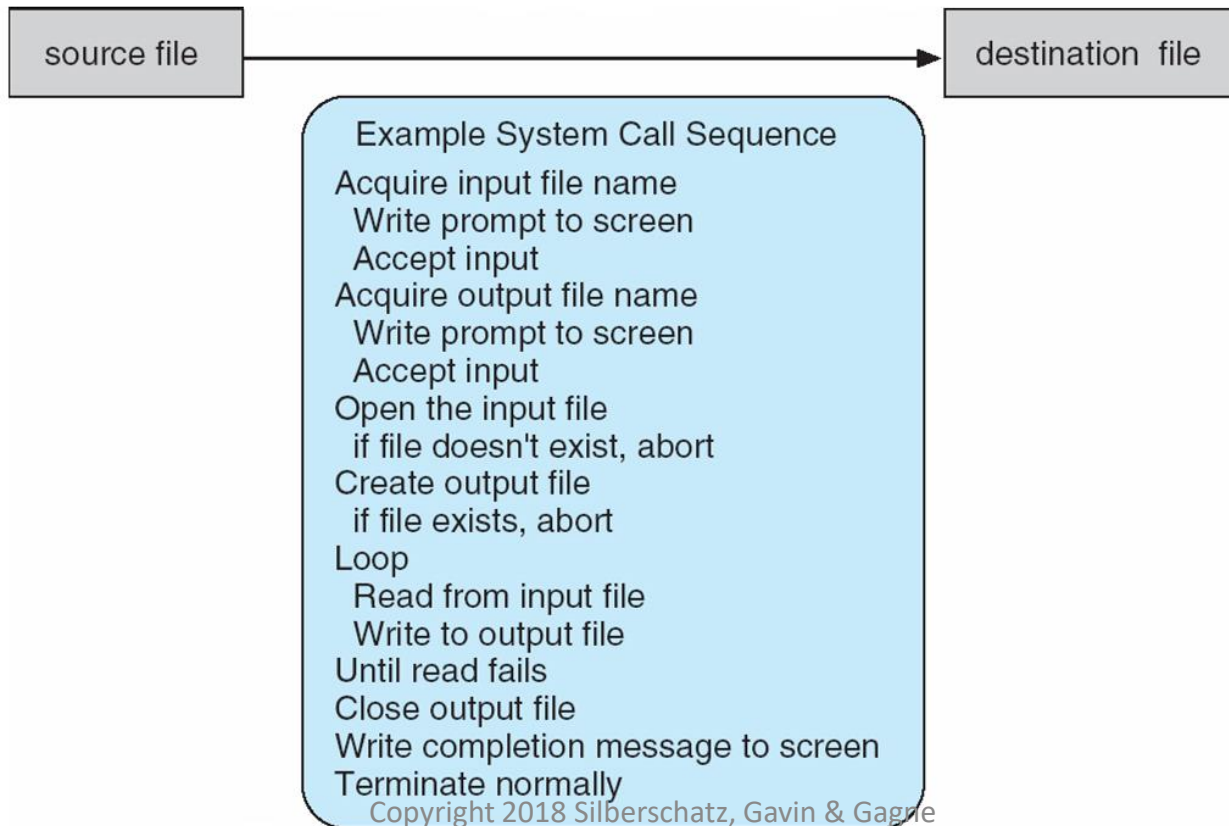 source file
destination file
Example System Call Sequence
Acquire input file name
Write prompt to screen
Accept input
Acquire output file name
Write prompt to screen
Accept input
Open the input file
if file doesn't exist, abort
Create output file
if file exists, abort
Loop
Read from input file
Write to output file
Until read fails
Close output file
Write completion message to screen
Terminate normally
Copyright 2018 Silberschatz, Gavin & Gagne